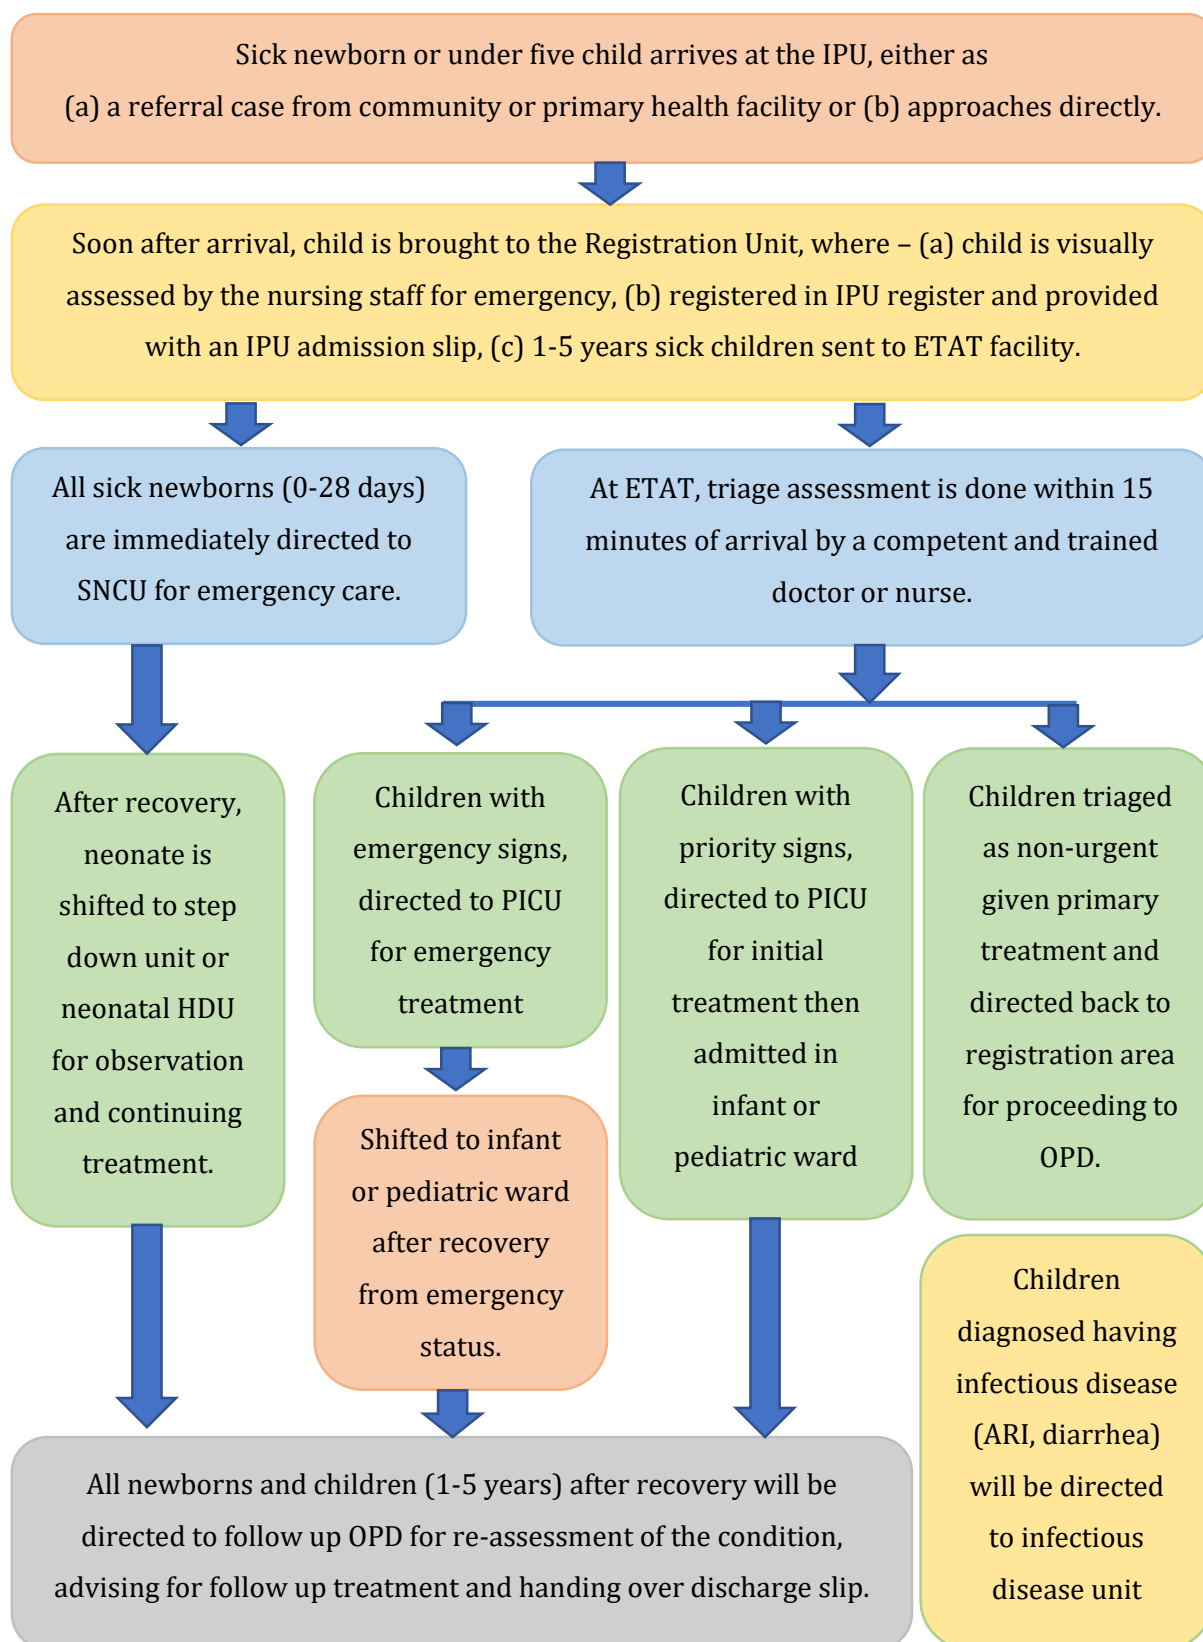 Sick newborn or under five child arrives at the IPU, either as
(a) a referral case from community or primary health facility or (b) approaches directly.
Soon after arrival, child is brought to the Registration Unit, where – (a) child is visually
assessed by the nursing staff for emergency, (b) registered in IPU register and provided
with an IPU admission slip, (c) 1-5 years sick children sent to ETAT facility.
All sick newborns (0-28 days)
are immediately directed to
SNCU for emergency care.
At ETAT, triage assessment is done within 15
minutes of arrival by a competent and trained
doctor or nurse.
After recovery,
neonate is
shifted to step
down unit or
neonatal HDU
for observation
and continuing
treatment.
Children with
emergency signs,
directed to PICU
for emergency
treatment
Shifted to infant
or pediatric ward
after recovery
from emergency
status.
Children with
priority signs,
directed to PICU
for initial
treatment then
admitted in
infant or
pediatric ward
Children triaged
as non-urgent
given primary
treatment and
directed back to
registration area
for proceeding to
OPD.
Children
diagnosed having
infectious disease
(ARI, diarrhea)
will be directed
to infectious
disease unit
All newborns and children (1-5 years) after recovery will be
directed to follow up OPD for re-assessment of the condition,
advising for follow up treatment and handing over discharge slip.